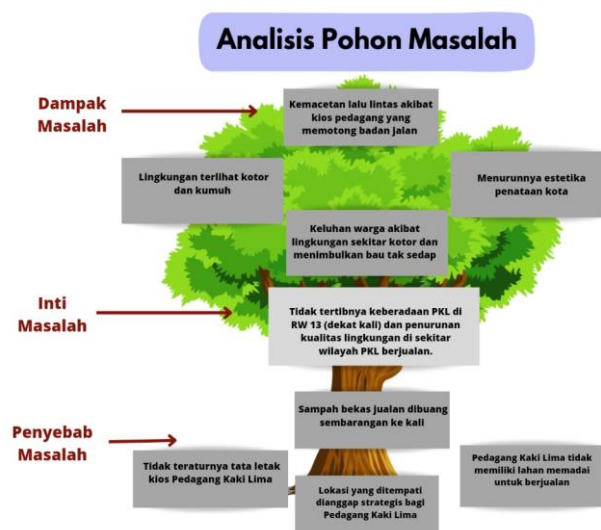 Analisis Pohon Masalah
Dampak
Masalah
Kemacetan lalu lintas akibat
kios pedagang yang
memotong badan jalan
Lingkungan terlihat kotor
dan kumuh
Menurunnya estetika
penataan kota
Keluhan warga akibat
lingkungan sekitar kotor dan
menimbulkan bau tak sedap
Inti
Masalah
Tidak tertibnya keberadaan PKL di
RW 13 (dekat kali) dan penurunan
kualitas lingkungan di sekitar
wilayah PKL berjualan.
Penyebab
Masalah
Sampah bekas jualan dibuang
sembarangan ke kali
Tidak teraturnya tata letak
kios Pedagang Kaki Lima
Pedagang Kaki Lima tidak
memiliki lahan memadai
untuk berjualan
Lokasi yang ditempati
dianggap strategis bagi
Pedagang Kaki Lima